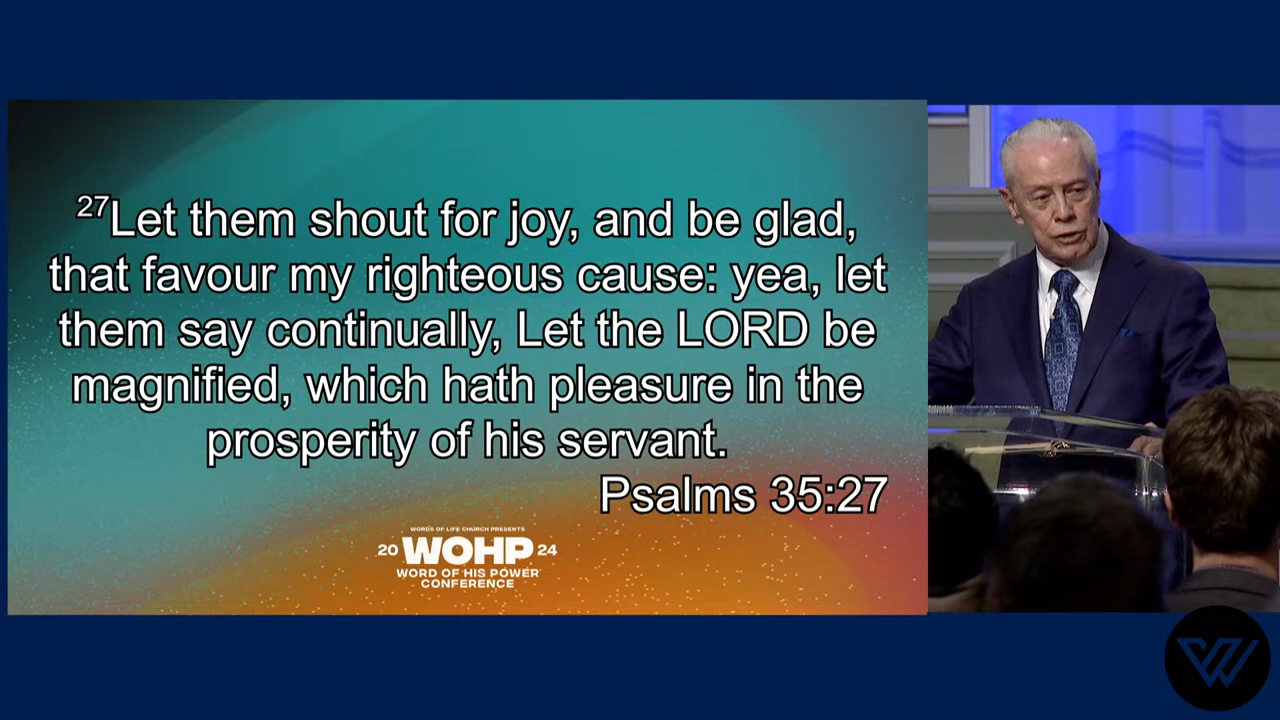 27Let them shout for joy, and be glad,
that favour my righteous cause: yea, let
them say continually, Let the LORD be
magnified, which hath pleasure in the
prosperity of his servant.
Psalms 35:27
WORDS OF LIFE CHURCH PRESENTS
20 WOHP 24
WORD OF HIS POWER
CONFERENCE